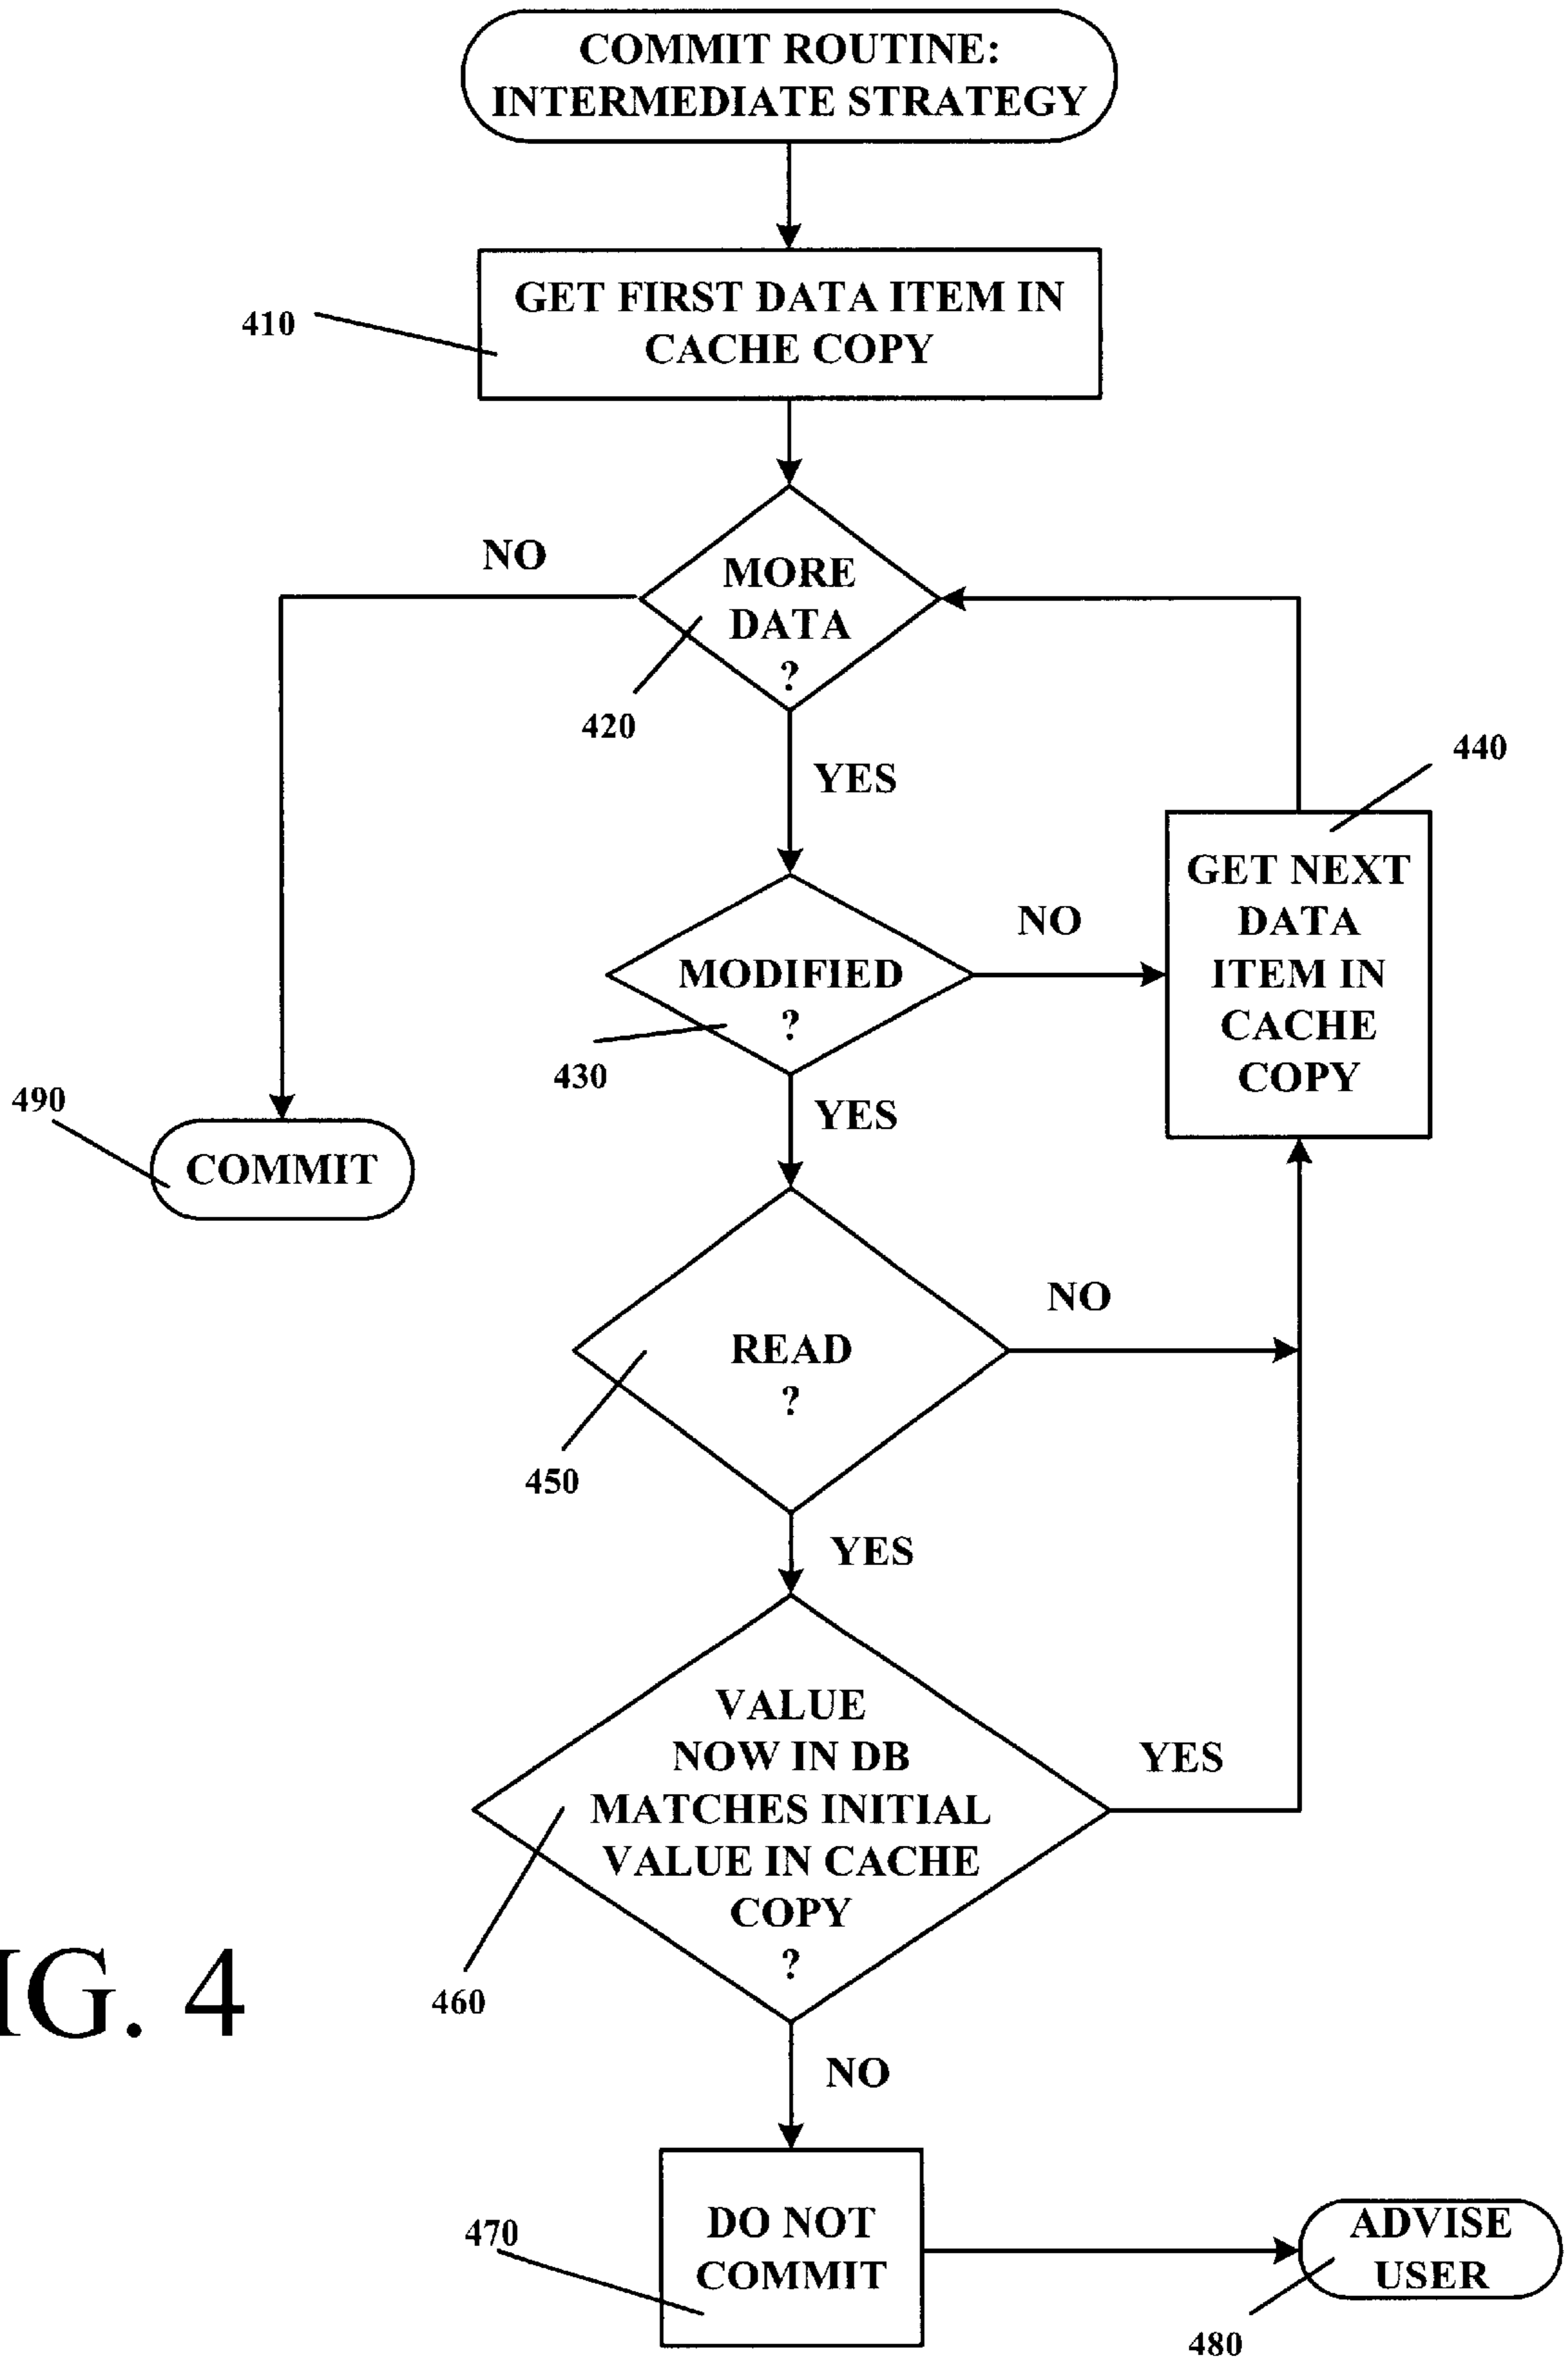 COMMIT ROUTINE:
INTERMEDIATE STRATEGY
GET FIRST DATA ITEM IN
CACHE COPY
410
NO
MORE
DATA
?
420
YES
440
GET NEXT
DATA
ITEM IN
CACHE
COPY
NO
MODIFIED
?
430
YES
490
COMMIT
NO
READ
?
450
YES
VALUE
NOW IN DB
MATCHES INITIAL
VALUE IN CACHE
COPY
?
YES
460
IG. 4
NO
DO NOT
COMMIT
470
ADVISE
USER
480